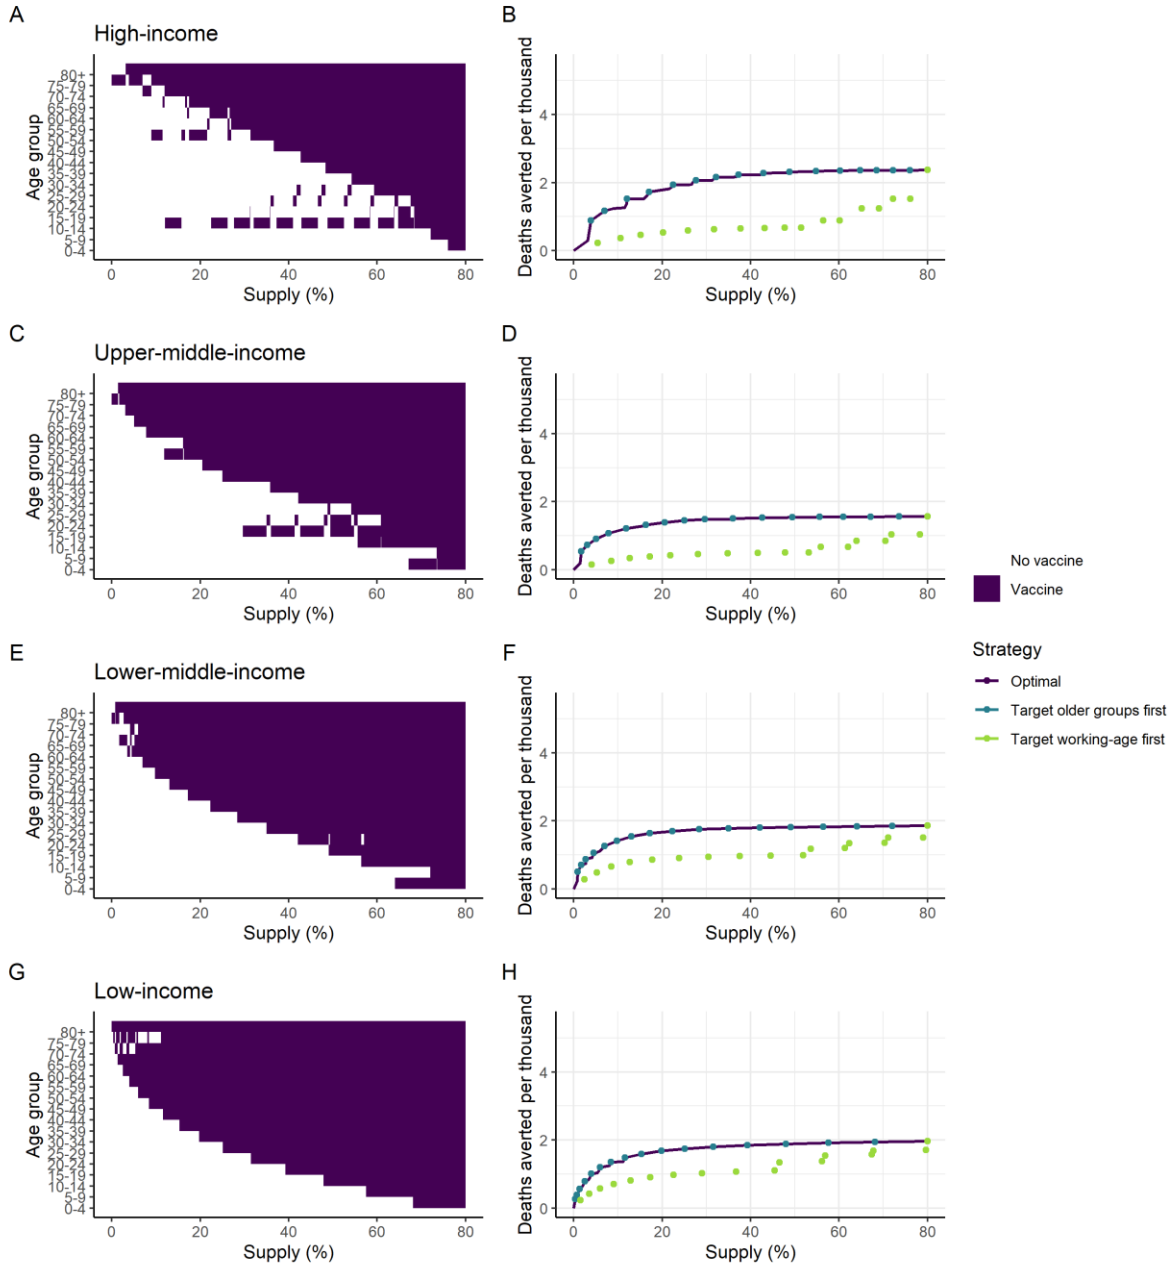 A
High-income
Age group
80+
75-79
70-74
65-69
60-64
55-59
50-54
45-49
40-44
35-39
30-34
25-29
20-24
15-19
10-14
5-9
0-4
0 20 40 60 80
Supply (%)
B
Deaths averted per thousand
4
2
0
0 20 40 60 80
Supply (%)
C
Upper-middle-income
Age group
80+
75-79
70-74
65-69
60-64
55-59
50-54
45-49
40-44
35-39
30-34
25-29
20-24
15-19
10-14
5-9
0-4
0 20 40 60 80
Supply (%)
D
Deaths averted per thousand
4
2
0
0 20 40 60 80
Supply (%)
No vaccine
Vaccine
Strategy
Optimal
Target older groups first
Target working-age first
E
Lower-middle-income
Age group
80+
75-79
70-74
65-69
60-64
55-59
50-54
45-49
40-44
35-39
30-34
25-29
20-24
15-19
10-14
5-9
0-4
0 20 40 60 80
Supply (%)
F
Deaths averted per thousand
4
2
0
0 20 40 60 80
Supply (%)
G
Low-income
Age group
80+
75-79
70-74
65-69
60-64
55-59
50-54
45-49
40-44
35-39
30-34
25-29
20-24
15-19
10-14
5-9
0-4
0 20 40 60 80
Supply (%)
H
Deaths averted per thousand
4
2
0
0 20 40 60 80
Supply (%)